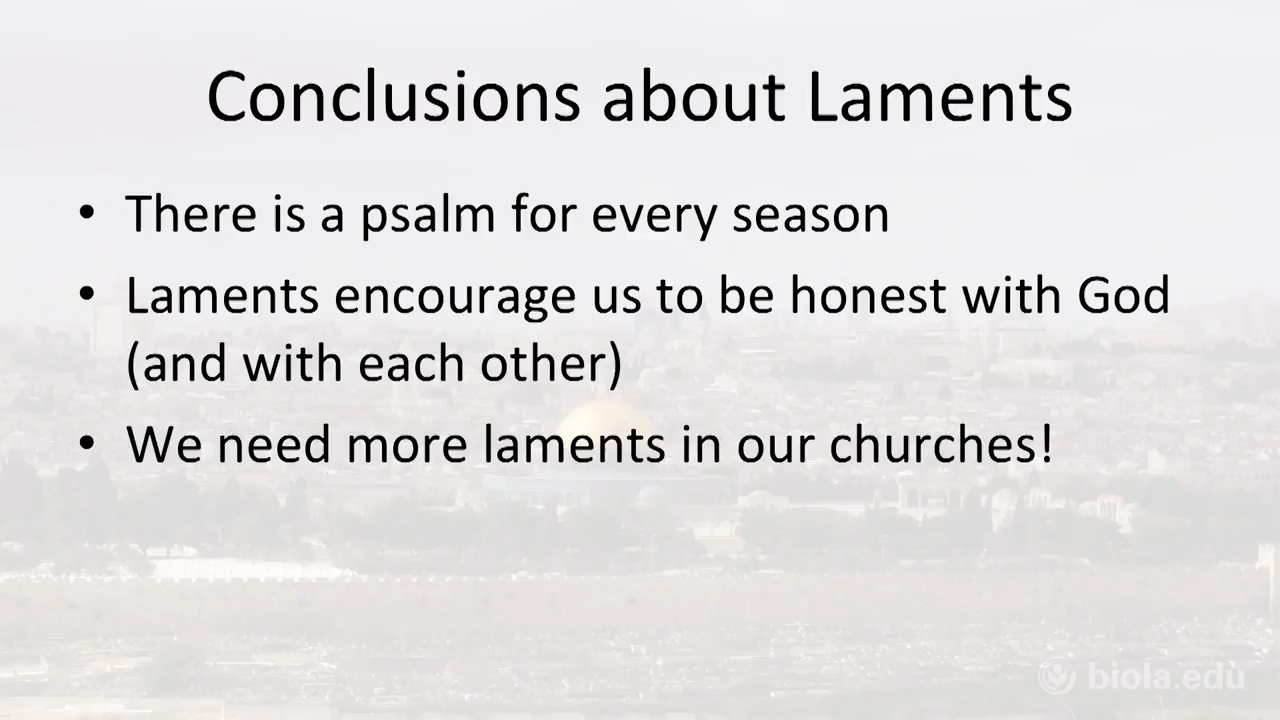 Conclusions about Laments
• There is a psalm for every season
• Laments encourage us to be honest with God
(and with each other)
• We need more laments in our churches!
biola.edu